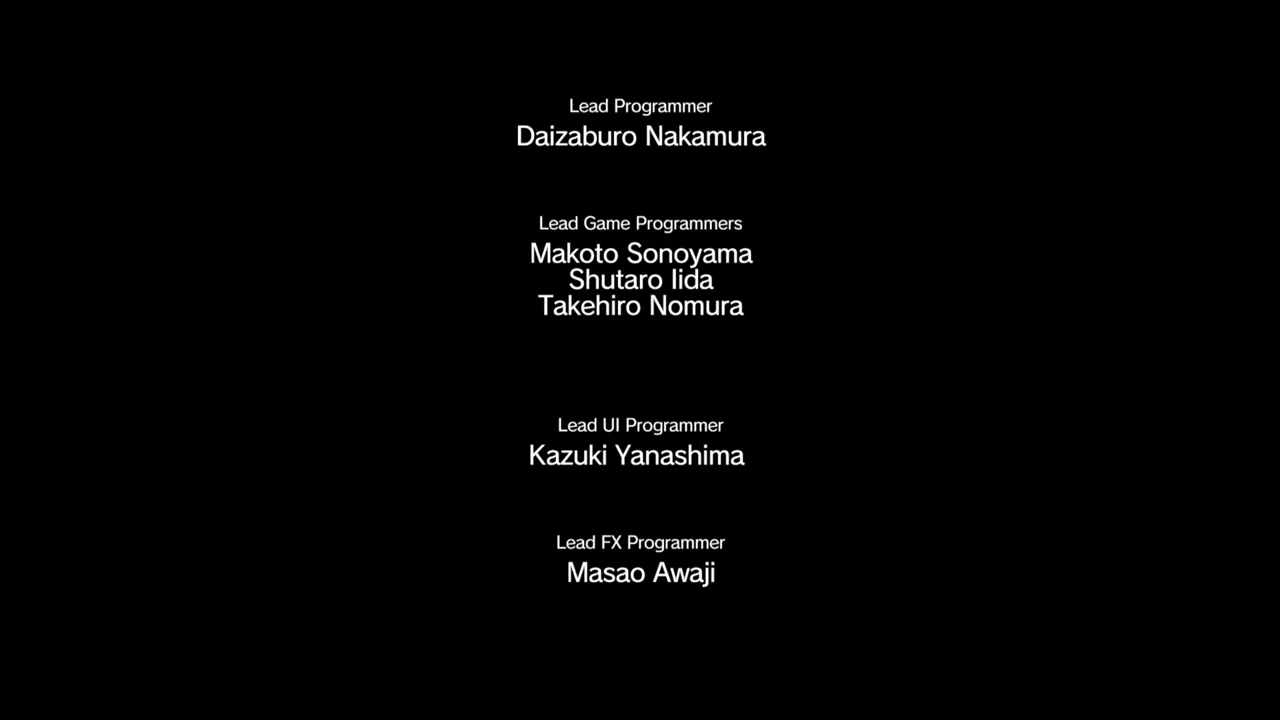 Lead Programmer
Daizaburo Nakamura
Lead Game Programmers
Makoto Sonoyama
Shutaro Iida
Takehiro Nomura
Lead UI Programmer
Kazuki Yanashima
Lead FX Programmer
Masao Awaji